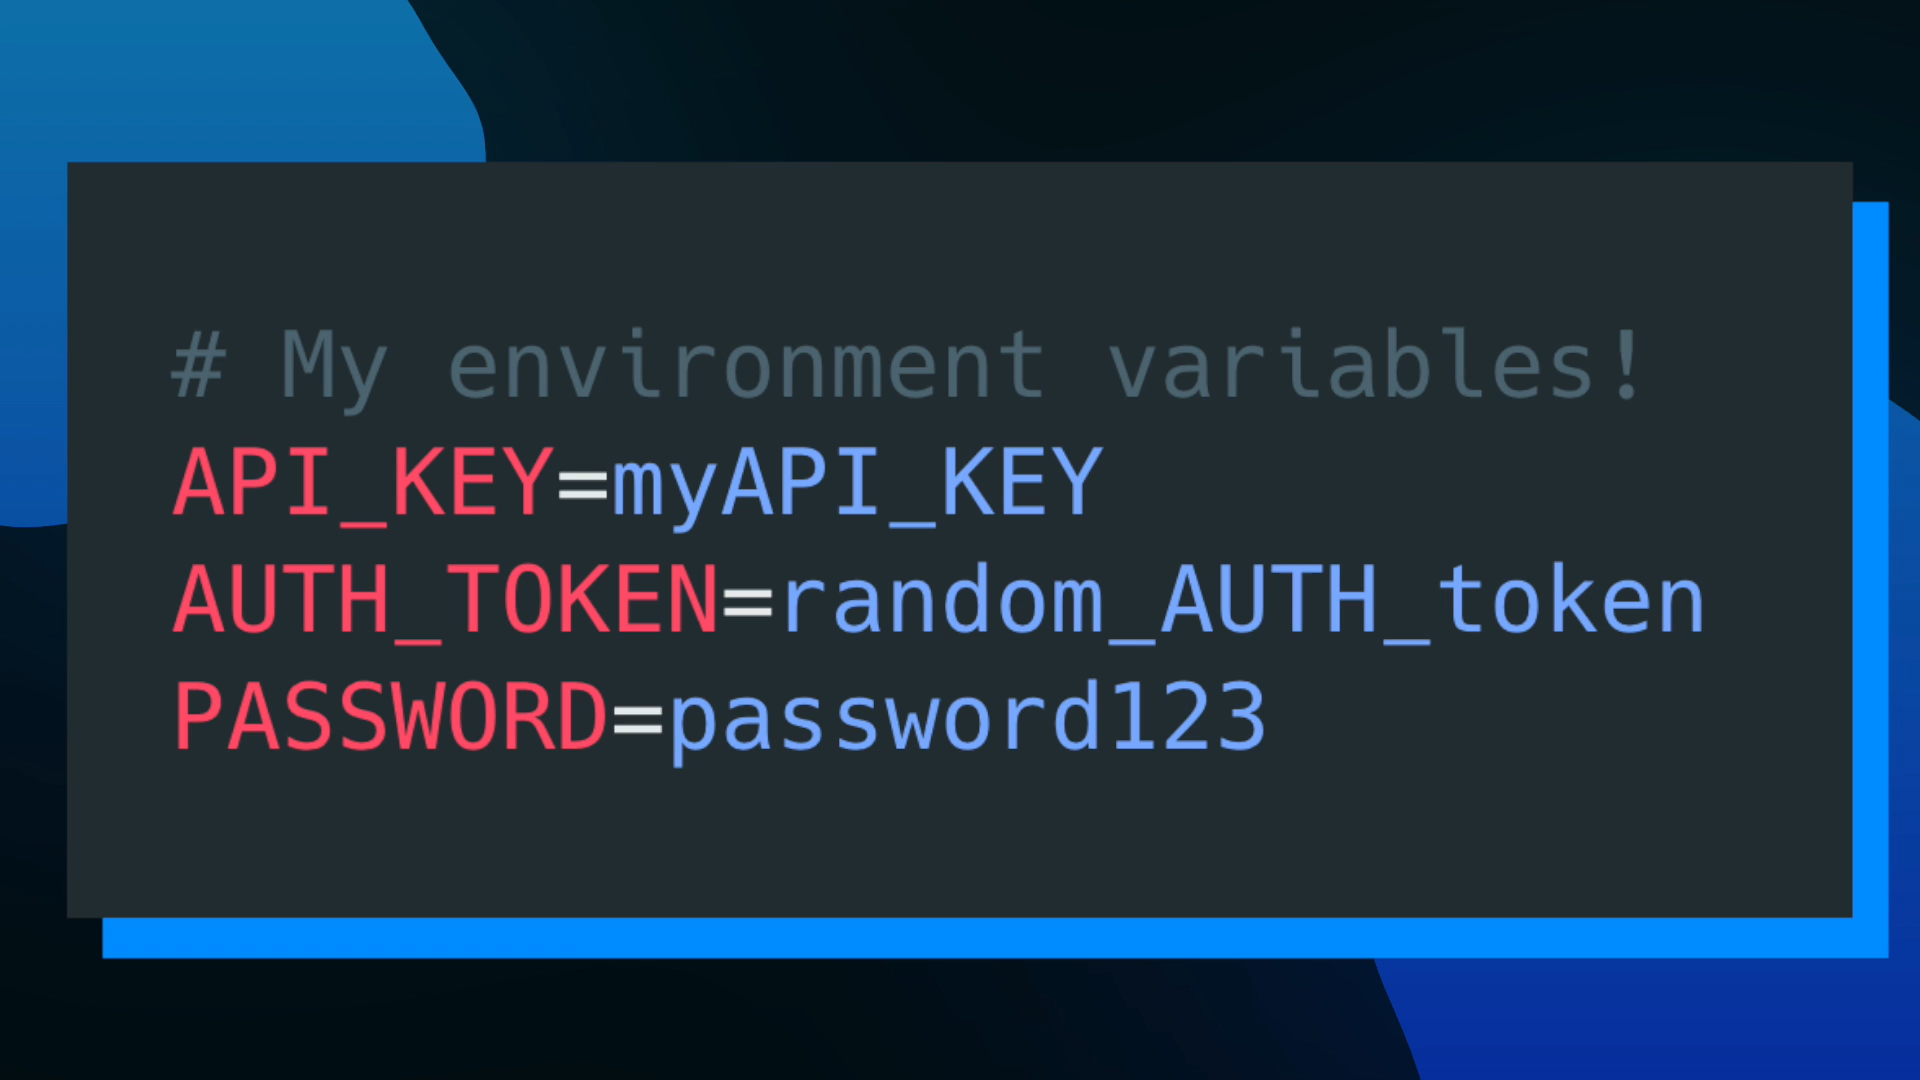 # My environment variables!
API_KEY=myAPI_KEY
AUTH_TOKEN=random_AUTH_token
PASSWORD=password123